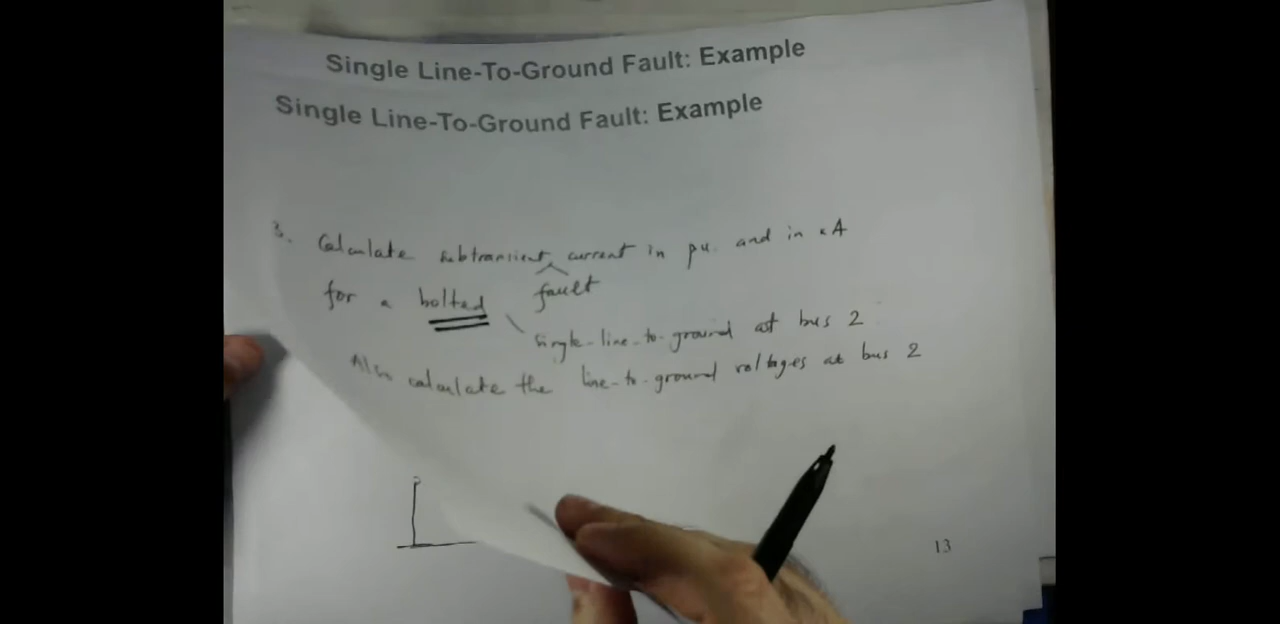 Single Line-To-Ground Fault: Example
Single Line-To-Ground Fault: Example
3. Calculate subtransient current in pu. and in kA
for a bolted fault
single-line-to-ground at bus 2
Also calculate the line-to-ground voltages at bus 2
13